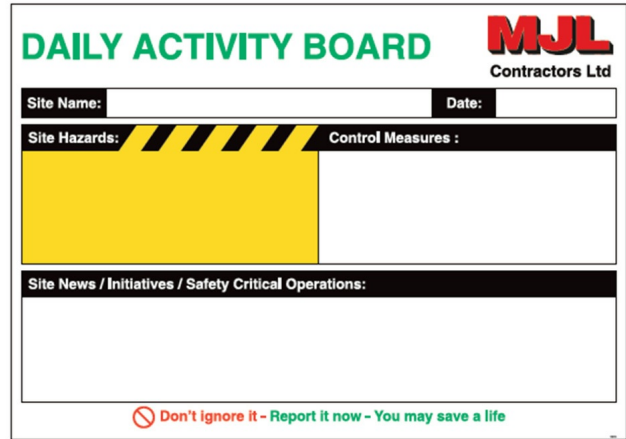 DAILY ACTIVITY BOARD
MJL
Contractors Ltd
Site Name:
Date:
Site Hazards:
Control Measures :
Site News / Initiatives / Safety Critical Operations:
Don't ignore it - Report it now - You may save a life